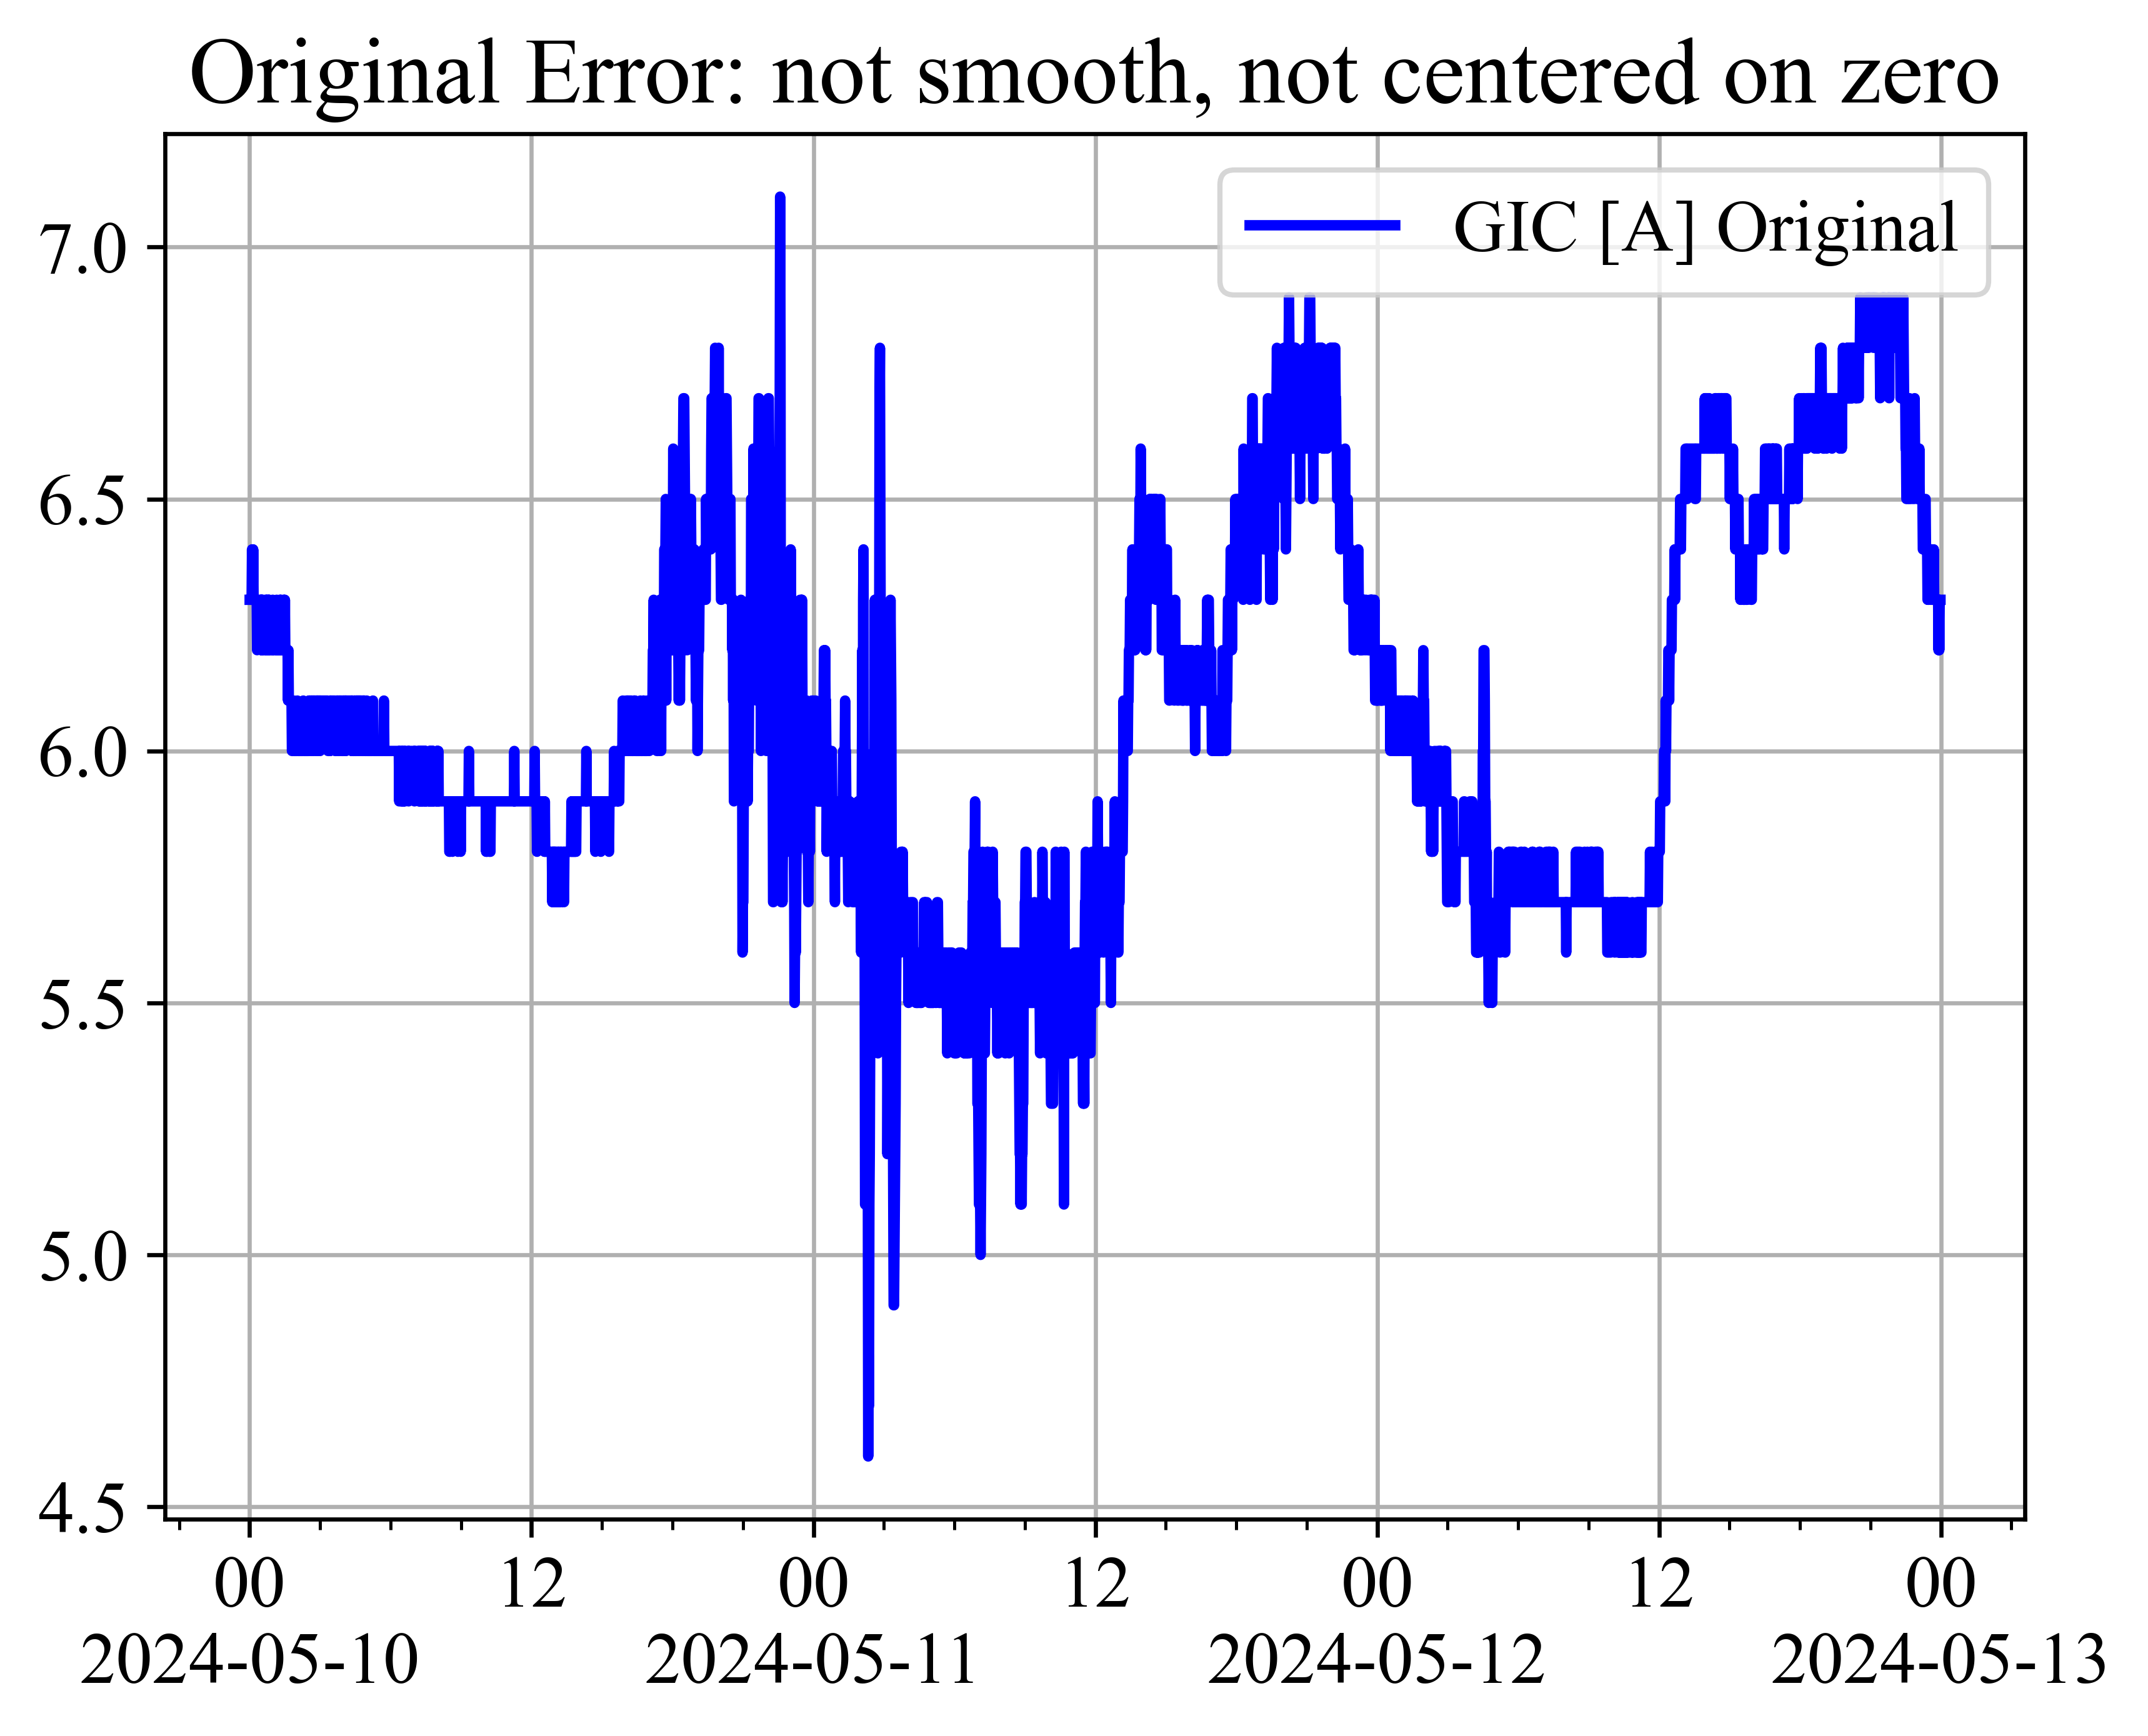 Original Error: not smooth, not centered on zero
GIC [A] Original
7.0
6.5
6.0
5.5
5.0
4.5
00 12 00 12 00 12 00
2024-05-10 2024-05-11 2024-05-12 2024-05-13